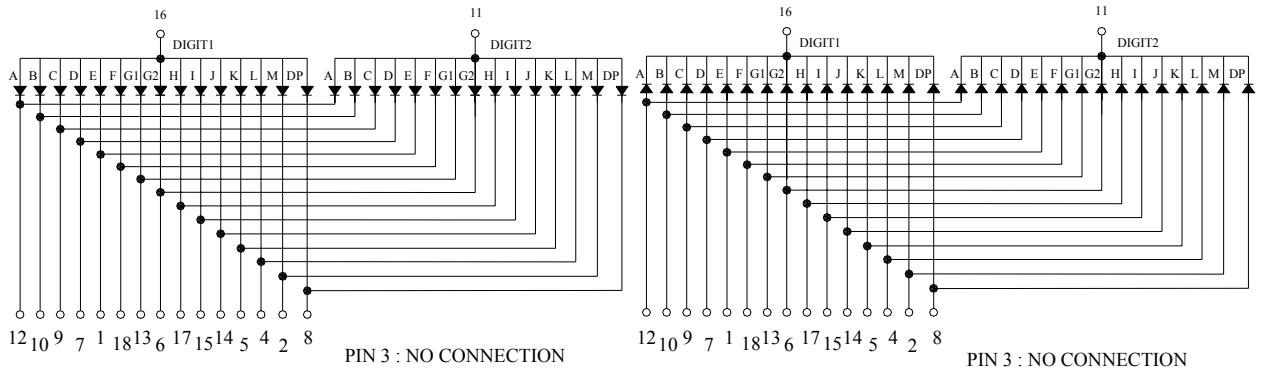 16 11
DIGIT1 DIGIT2
A B C D E F G1 G2 H I J K L M DP A B C D E F G1 G2 H I J K L M DP
12 10 9 7 1 18 13 6 17 15 14 5 4 2 8
PIN 3 : NO CONNECTION
16 11
DIGIT1 DIGIT2
A B C D E F G1 G2 H I J K L M DP A B C D E F G1 G2 H I J K L M DP
12 10 9 7 1 18 13 6 17 15 14 5 4 2 8
PIN 3 : NO CONNECTION